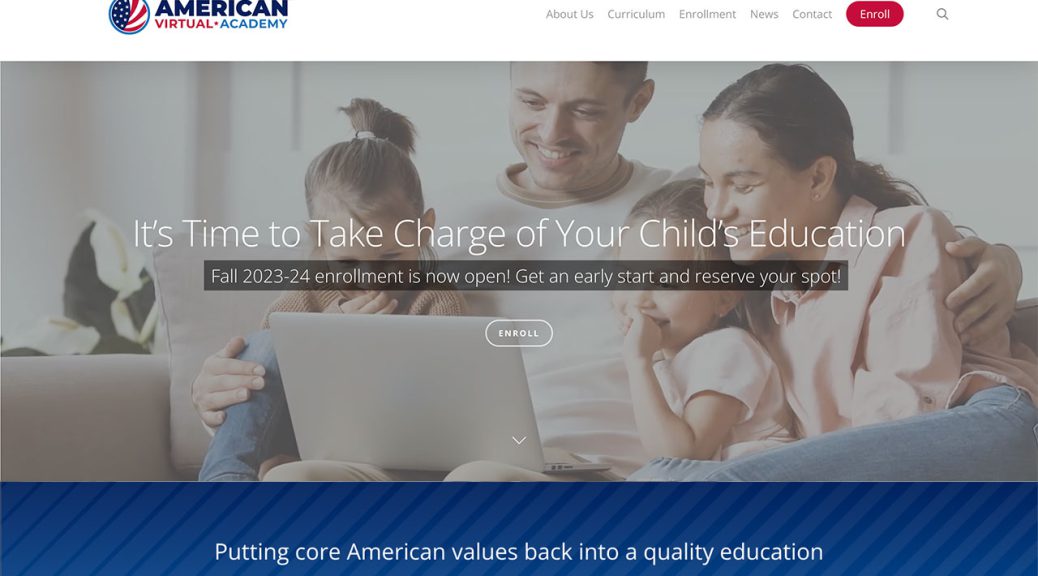 AMERICAN
VIRTUAL•ACADEMY
About Us Curriculum Enrollment News Contact Enroll
It's Time to Take Charge of Your Child's Education
Fall 2023-24 enrollment is now open! Get an early start and reserve your spot!
ENROLL
Putting core American values back into a quality education